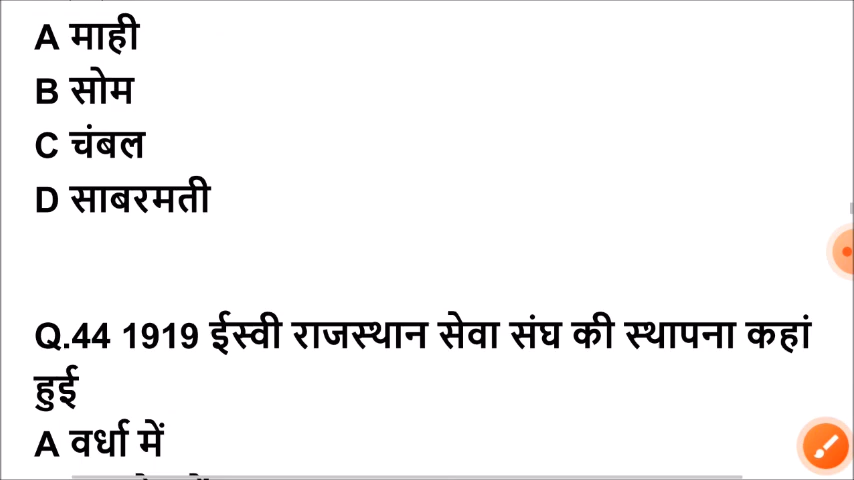 A माही
B सोम
C चंबल
D साबरमती
Q.44 1919 ईस्वी राजस्थान सेवा संघ की स्थापना कहां
हुई
A वर्धा में